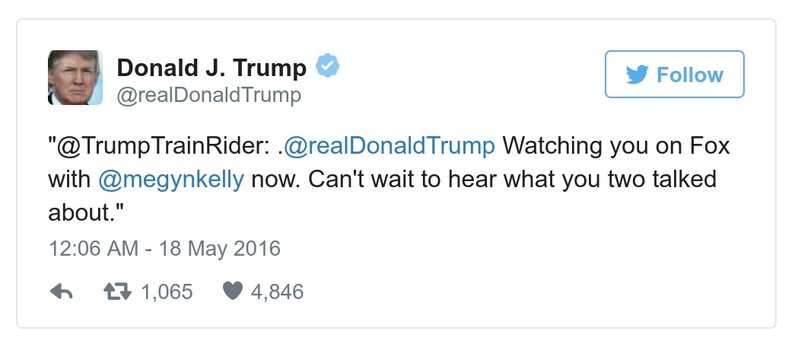 Donald J. Trump
@realDonaldTrump
Follow
"@TrumpTrainRider: .@realDonaldTrump Watching you on Fox
with @megynkelly now. Can't wait to hear what you two talked
about."
12:06 AM - 18 May 2016
1,065 4,846